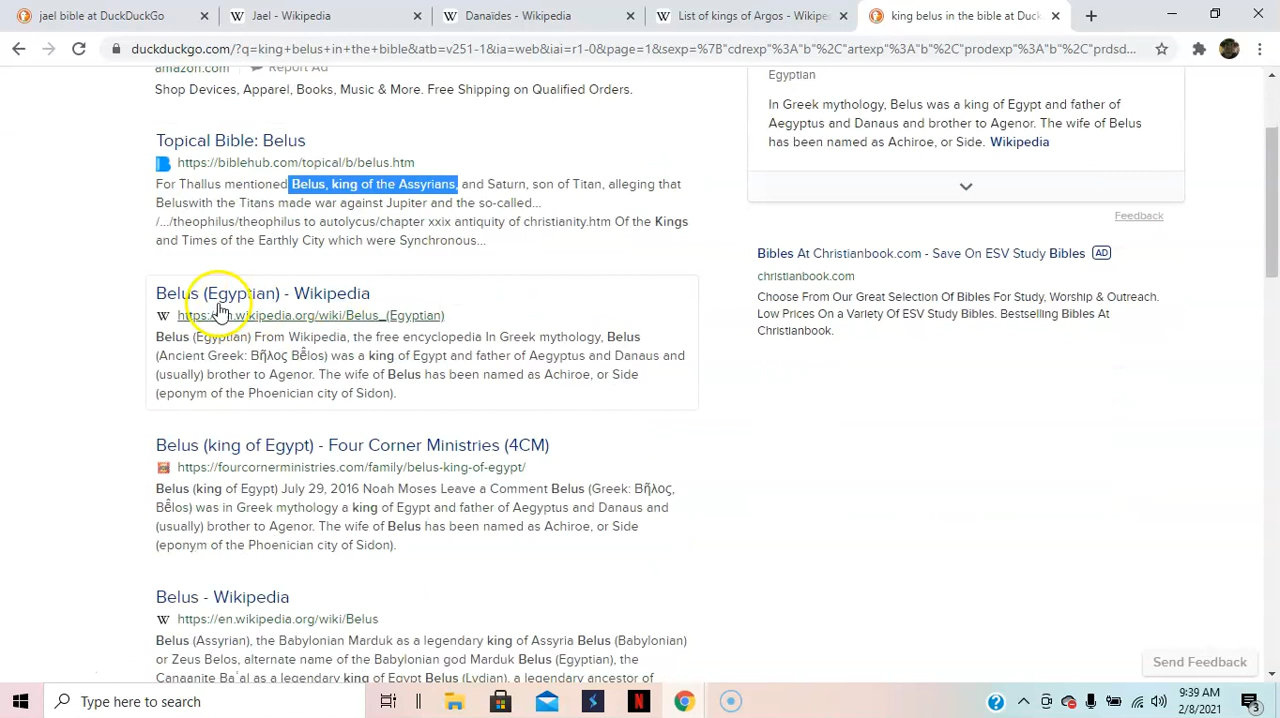 jael bible at DuckDuckGo
Jael - Wikipedia
Danaïdes - Wikipedia
List of kings of Argos - Wikipe
king belus in the bible at Duck
duckduckgo.com/?q=king+belus+in+the+bible&atb=v251-1&ia=web&iai=r1-0&page=1&sexp=%7B"cdrexp"%3A"b"%2C"artexp"%3A"b"%2C"prodexp"%3A"b"%2C"prdsd...
amazon.com Report Ad
Shop Devices, Apparel, Books, Music & More. Free Shipping on Qualified Orders.
Topical Bible: Belus
https://biblehub.com/topical/b/belus.htm
For Thallus mentioned Belus, king of the Assyrians, and Saturn, son of Titan, alleging that
Beluswith the Titans made war against Jupiter and the so-called...
/.../theophilus/theophilus to autolycus/chapter xxix antiquity of christianity.htm Of the Kings
and Times of the Earthly City which were Synchronous...
Belus (Egyptian) - Wikipedia
W https://en.wikipedia.org/wiki/Belus_(Egyptian)
Belus (Egyptian) From Wikipedia, the free encyclopedia In Greek mythology, Belus
(Ancient Greek: Βῆλος Bêlos) was a king of Egypt and father of Aegyptus and Danaus and
(usually) brother to Agenor. The wife of Belus has been named as Achiroe, or Side
(eponym of the Phoenician city of Sidon).
Belus (king of Egypt) - Four Corner Ministries (4CM)
https://fourcornerministries.com/family/belus-king-of-egypt/
Belus (king of Egypt) July 29, 2016 Noah Moses Leave a Comment Belus (Greek: Βῆλος,
Bêlos) was in Greek mythology a king of Egypt and father of Aegyptus and Danaus and
(usually) brother to Agenor. The wife of Belus has been named as Achiroe, or Side
(eponym of the Phoenician city of Sidon).
Belus - Wikipedia
W https://en.wikipedia.org/wiki/Belus
Belus (Assyrian), the Babylonian Marduk as a legendary king of Assyria Belus (Babylonian)
or Zeus Belos, alternate name of the Babylonian god Marduk Belus (Egyptian), the
Canaanite Ba'al as a legendary king of Egypt Belus (Lydian), a legendary ancestor of
Egyptian
In Greek mythology, Belus was a king of Egypt and father of
Aegyptus and Danaus and brother to Agenor. The wife of Belus
has been named as Achiroe, or Side. Wikipedia
Feedback
Bibles At Christianbook.com - Save On ESV Study Bibles AD
christianbook.com
Choose From Our Great Selection Of Bibles For Study, Worship & Outreach.
Low Prices On a Variety Of ESV Study Bibles. Bestselling Bibles At
Christianbook.com.
Send Feedback
Type here to search
9:39 AM
2/8/2021
3